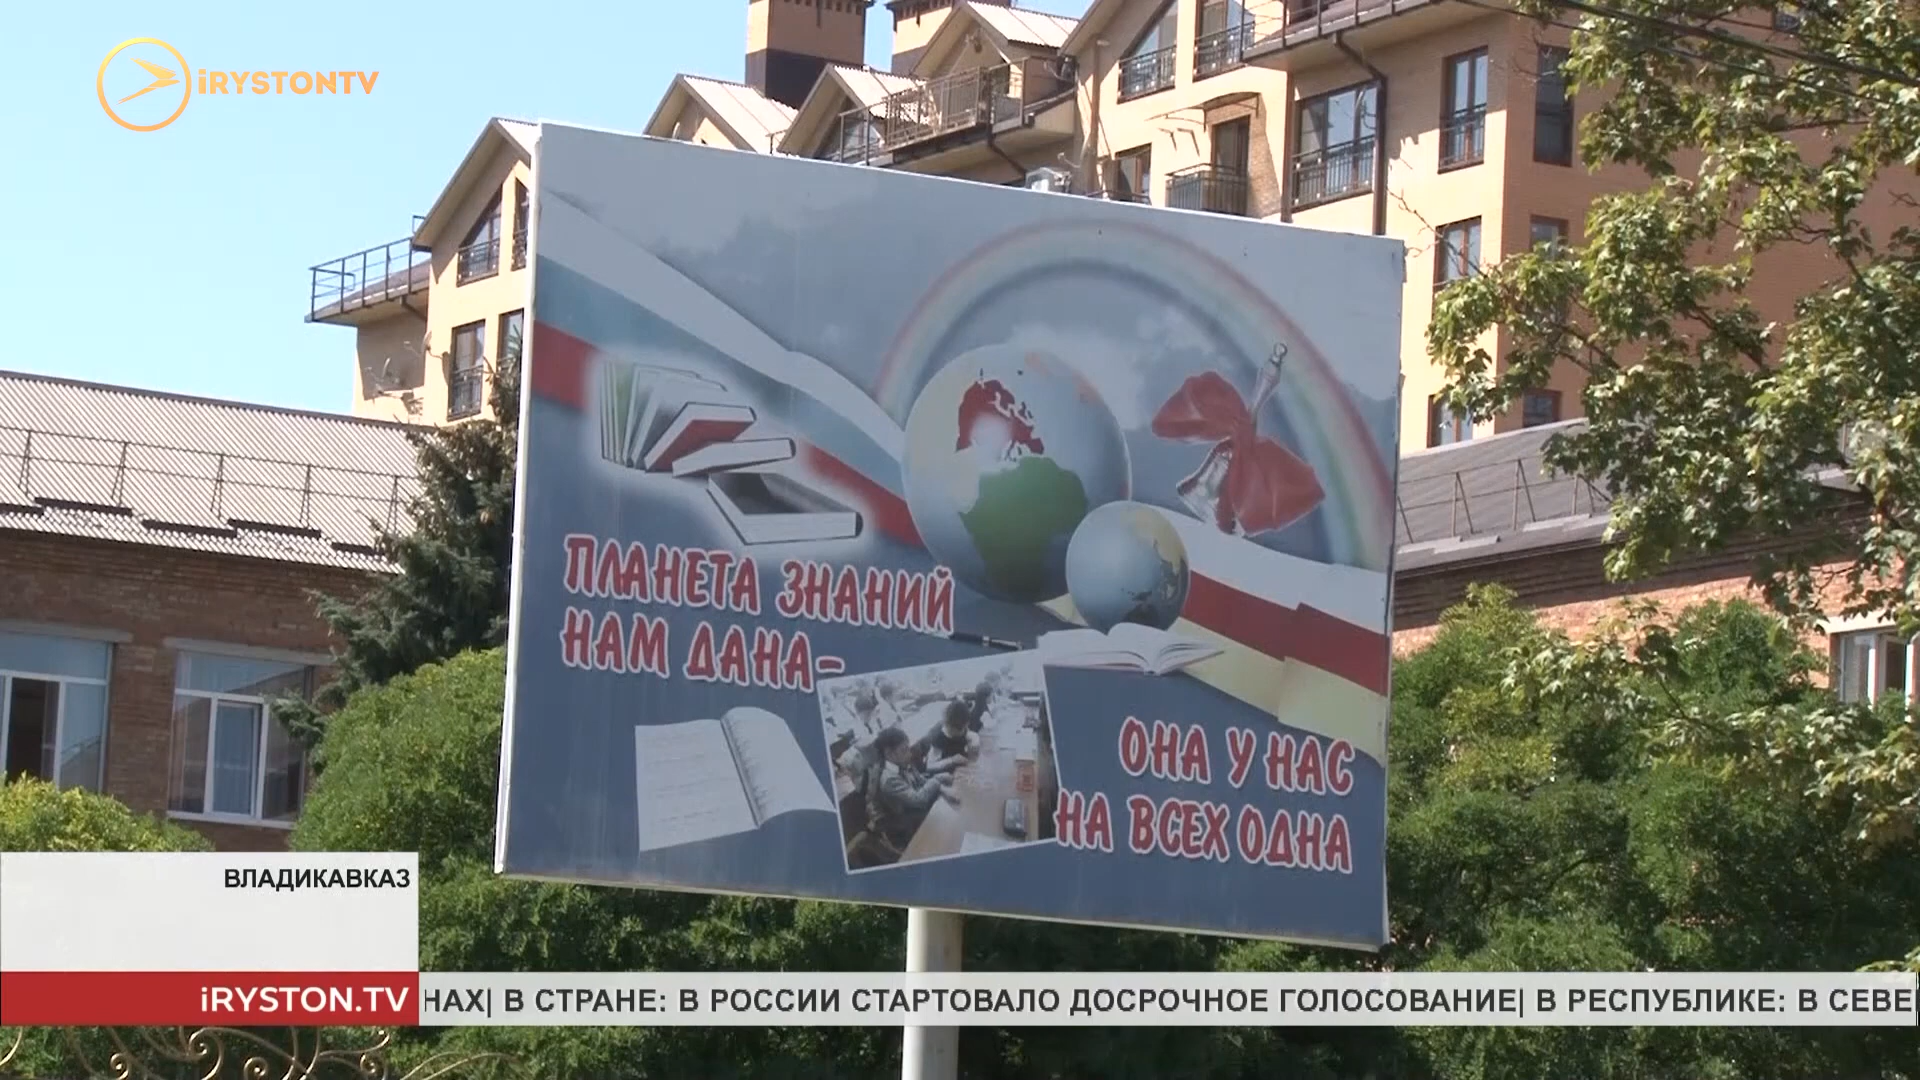 iRYSTONTV
ПЛАНЕТА ЗНАНИЙ
НАМ ДАНА-
ОНА У НАС
НА ВСЕХ ОДНА
ВЛАДИКАВКАЗ
iRYSTON.TV
НАХ| В СТРАНЕ: В РОССИИ СТАРТОВАЛО ДОСРОЧНОЕ ГОЛОСОВАНИЕ| В РЕСПУБЛИКЕ: В СЕВЕ